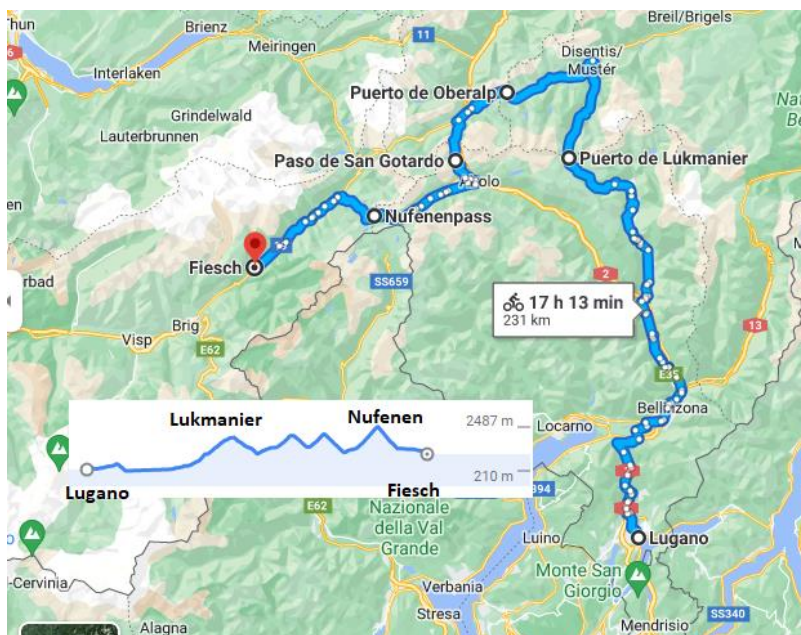 Thun
Brienz
Breil/Brigels
11
Meiringen
Disentis/
Mustér
6
Interlaken
Puerto de Oberalp
Grindelwald
Lauterbrunnen
Paso de San Gotardo
Puerto de Lukmanier
Nufenenpass
Fiesch
SS659
2
17 h 13 min
231 km
13
Visp
Brig
E62
E35
Bellinzona
Locarno
Lukmanier
Nufenen
2487 m
210 m
Lugano
Fiesch
E62
394
Nazionale
della Val
Grande
Luino
Lugano
-Cervinia
Verbania
Monte San
Giorgio
Stresa
SS340
Alagna
Mendrisio